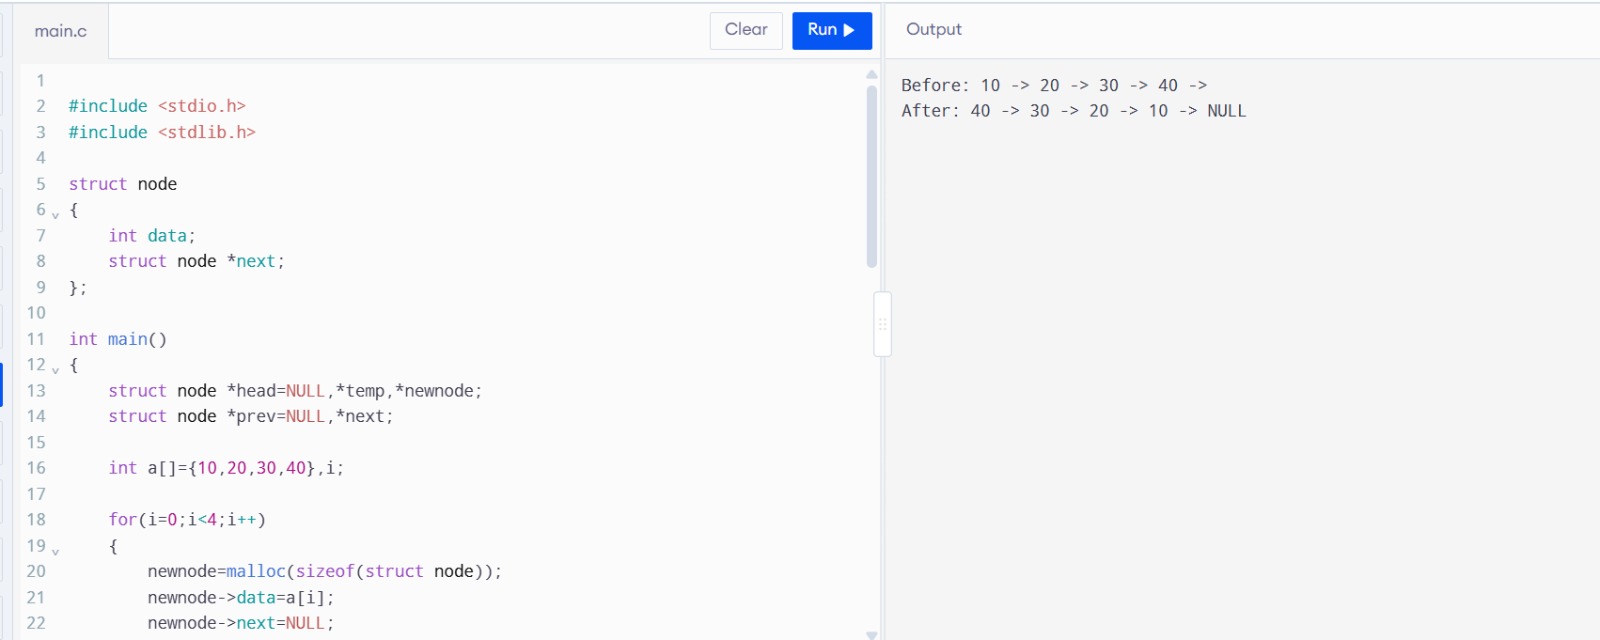 main.c
Clear
Run
Output
1
2 #include <stdio.h>
3 #include <stdlib.h>
4
5 struct node
6 {
7     int data;
8     struct node *next;
9 };
10
11 int main()
12 {
13     struct node *head=NULL,*temp,*newnode;
14     struct node *prev=NULL,*next;
15
16     int a[]={10,20,30,40},i;
17
18     for(i=0;i<4;i++)
19     {
20         newnode=malloc(sizeof(struct node));
21         newnode->data=a[i];
22         newnode->next=NULL;
Before: 10 -> 20 -> 30 -> 40 ->
After: 40 -> 30 -> 20 -> 10 -> NULL